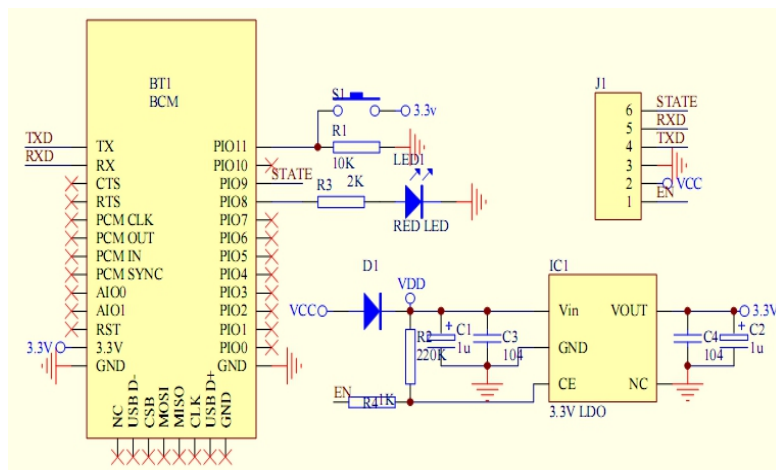 BT1
BCM
TXD
RXD
TX
RX
CTS
RTS
PCM CLK
PCM OUT
PCM IN
PCM SYNC
AIO0
AIO1
RST
3.3V
3.3V
GND
PIO11
PIO10
PIO9
PIO8
PIO7
PIO6
PIO5
PIO4
PIO3
PIO2
PIO1
PIO0
GND
NC
USB D-
CSB
MOSI
MISO
CLK
USB D+
GND
S1
3.3v
R1
10K
LED1
STATE
R3
2K
RED LED
J1
6
STATE
5
RXD
4
TXD
3
2
VCC
1
EN
D1
VDD
VCC
R2
220K
C1
1u
C3
104
EN
R4
1K
IC1
Vin
VOUT
GND
CE
NC
3.3V LDO
3.3V
C4
104
C2
1u